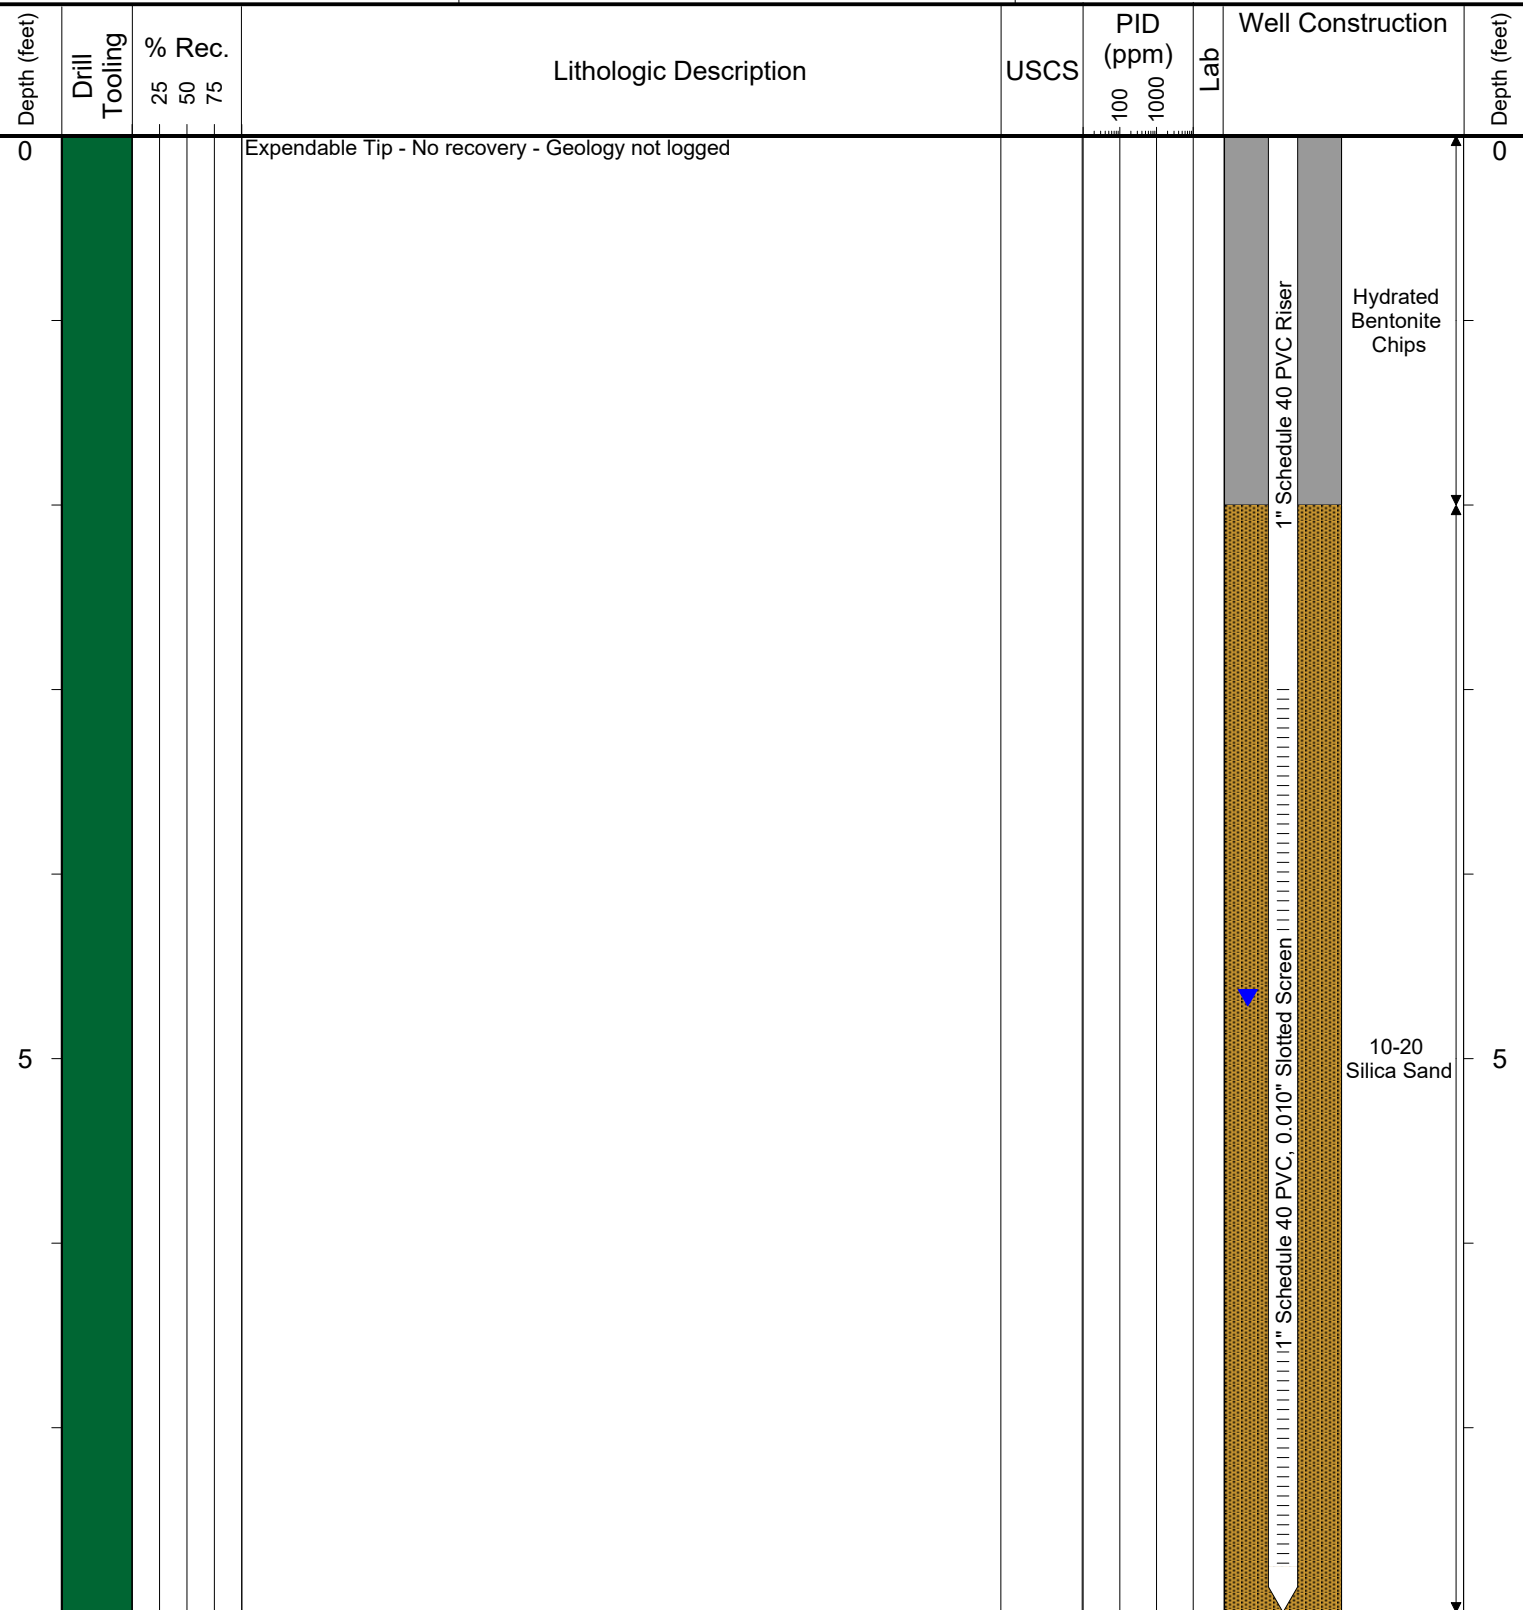 Depth (feet)
Drill
Tooling
% Rec.
25
50
75
Lithologic Description
USCS
PID
(ppm)
100
1000
Lab
Well Construction
Depth (feet)
0
Expendable Tip - No recovery - Geology not logged
0
1" Schedule 40 PVC Riser
Hydrated
Bentonite
Chips
5
1" Schedule 40 PVC, 0.010" Slotted Screen
10-20
Silica Sand
5